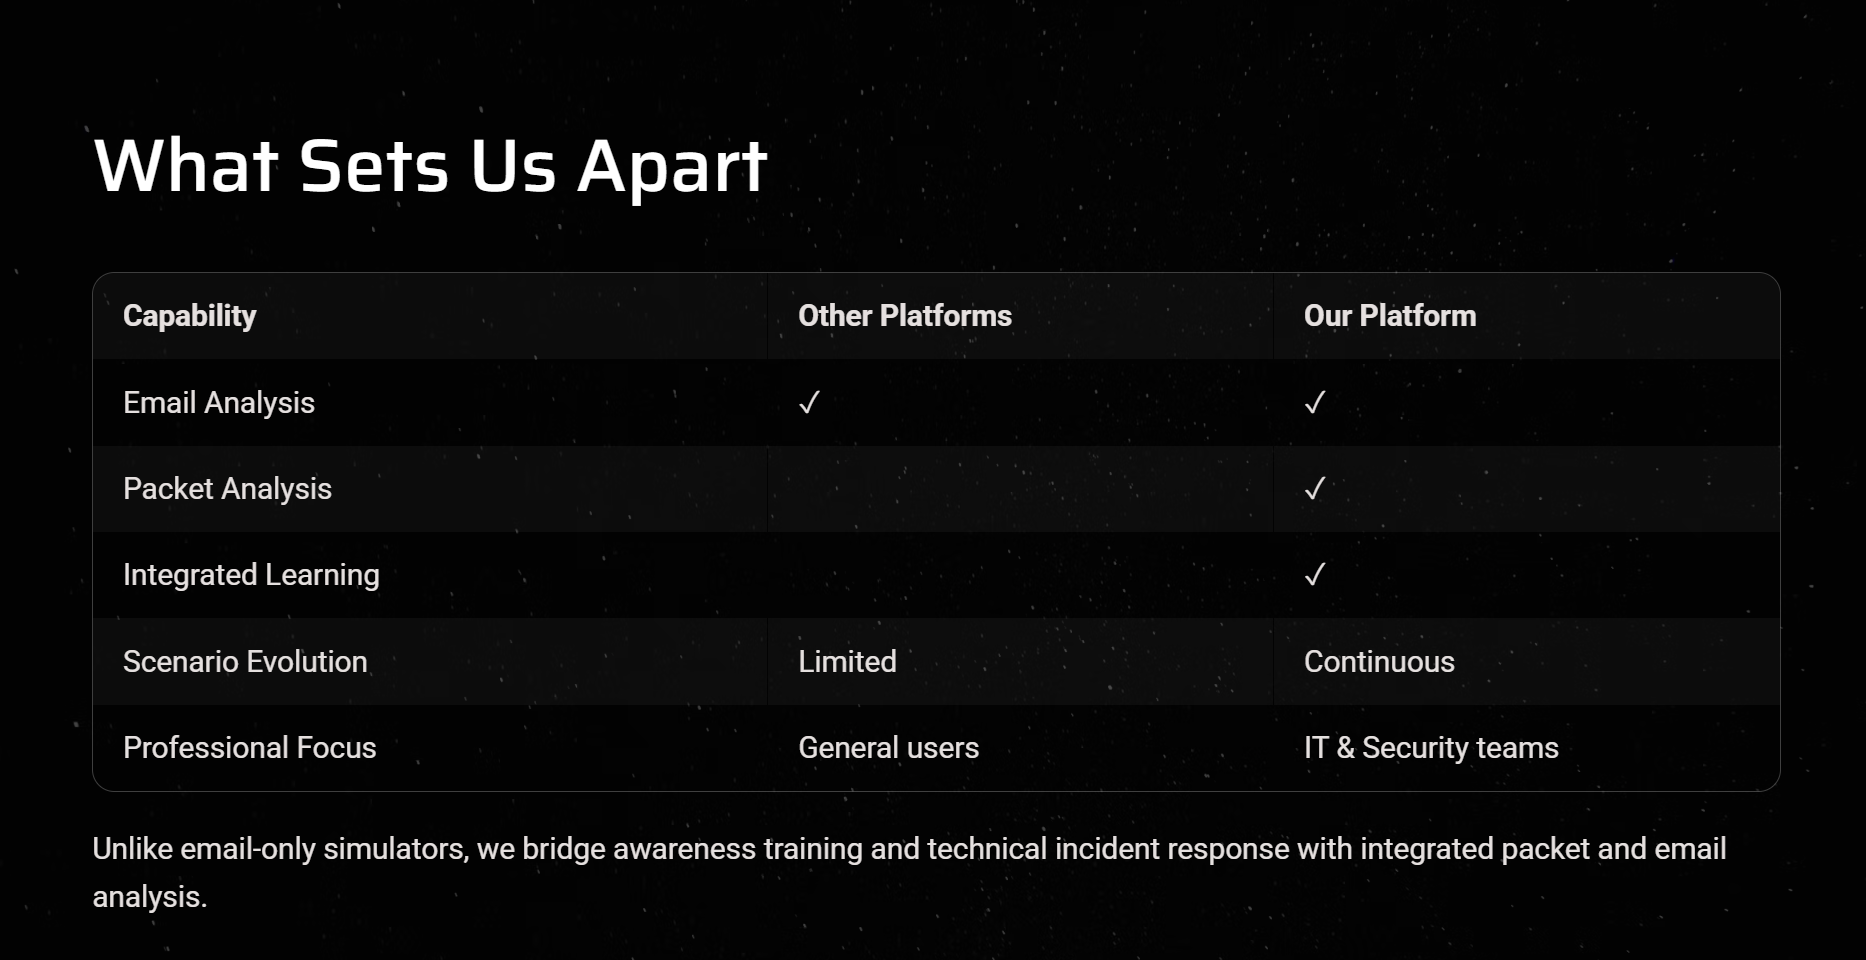 What Sets Us Apart
Capability Other Platforms Our Platform
Email Analysis ✓ ✓
Packet Analysis ✓
Integrated Learning ✓
Scenario Evolution Limited Continuous
Professional Focus General users IT & Security teams
Unlike email-only simulators, we bridge awareness training and technical incident response with integrated packet and email
analysis.